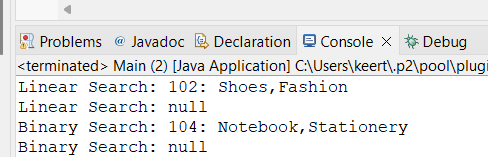 Problems @ Javadoc Declaration Console × Debug
<terminated> Main (2) [Java Application] C:\Users\keert\.p2\pool\plugi
Linear Search: 102: Shoes,Fashion
Linear Search: null
Binary Search: 104: Notebook,Stationery
Binary Search: null